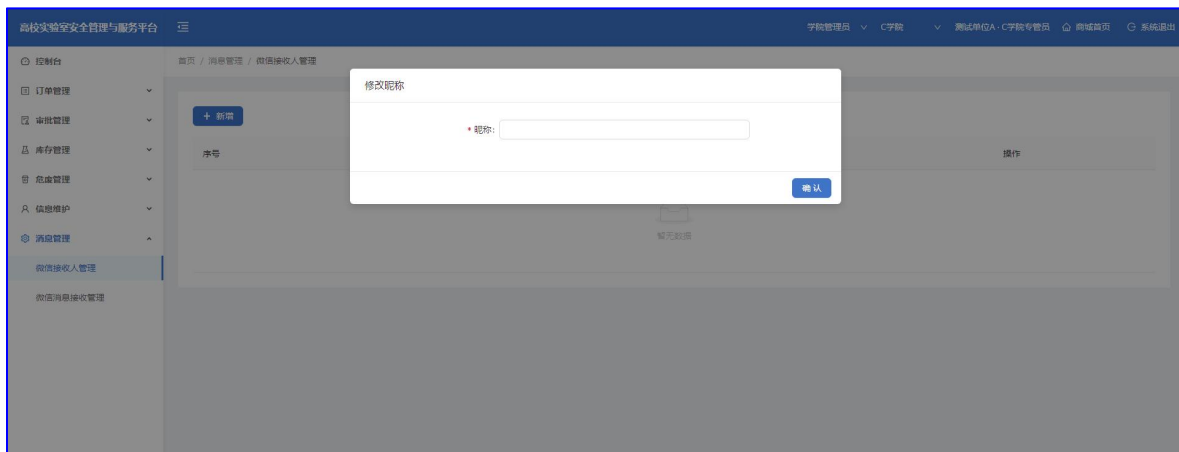 高校实验室安全管理与服务平台
学院管理员 C学院 测试单位A · C学院专管员 商城首页 系统退出
控制台
首页 / 消息管理 / 微信接收人管理
修改昵称
订单管理
+ 新增
审批管理
* 昵称:
库存管理
序号 操作
危废管理
确 认
信息维护
消息管理
暂无数据
微信接收人管理
微信消息接收管理